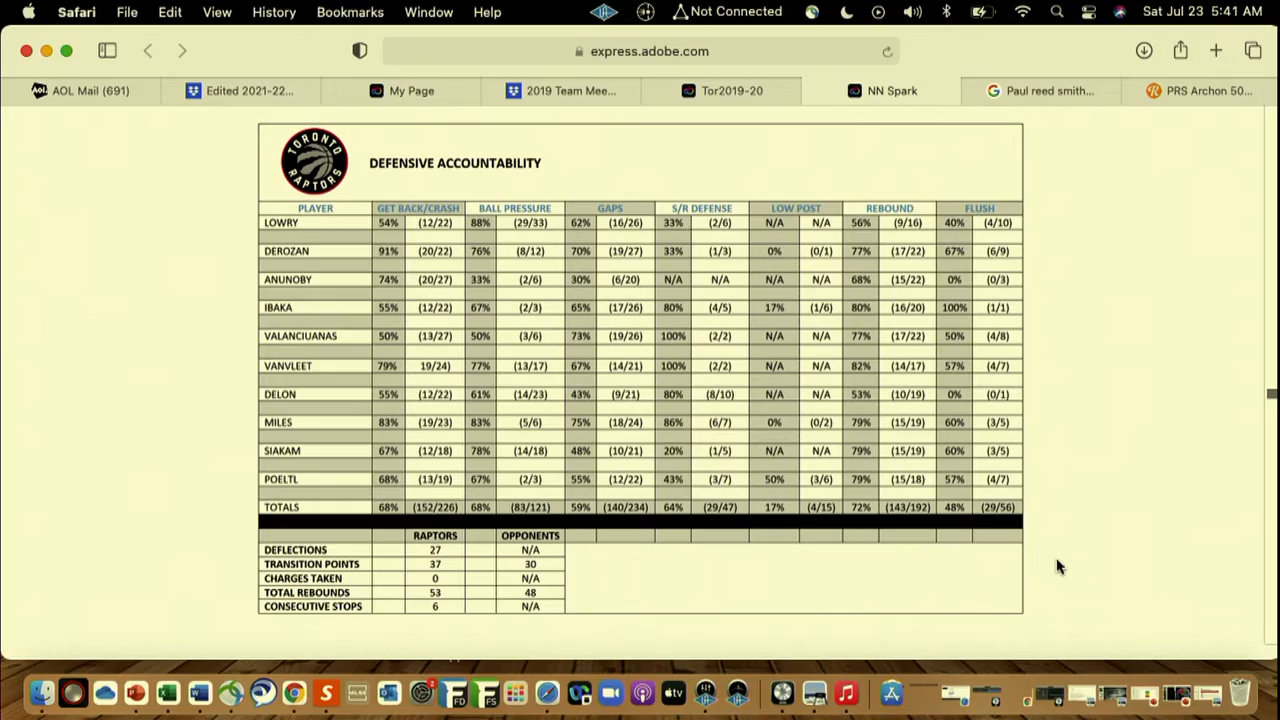 Safari File Edit View History Bookmarks Window Help Not Connected Sat Jul 23 5:41 AM
express.adobe.com
AOL Mail (691) Edited 2021-22... My Page 2019 Team Mee... Tor2019-20 NN Spark Paul reed smith... PRS Archon 50...
TORONTO RAPTORS
DEFENSIVE ACCOUNTABILITY
PLAYER GET BACK/CRASH BALL PRESSURE GAPS S/R DEFENSE LOW POST REBOUND FLUSH
LOWRY 54% (12/22) 88% (29/33) 62% (16/26) 33% (2/6) N/A N/A 56% (9/16) 40% (4/10)
DEROZAN 91% (20/22) 76% (8/12) 70% (19/27) 33% (1/3) 0% (0/1) 77% (17/22) 67% (6/9)
ANUNOBY 74% (20/27) 33% (2/6) 30% (6/20) N/A N/A N/A N/A 68% (15/22) 0% (0/3)
IBAKA 55% (12/22) 67% (2/3) 65% (17/26) 80% (4/5) 17% (1/6) 80% (16/20) 100% (1/1)
VALANCIUANAS 50% (13/27) 50% (3/6) 73% (19/26) 100% (2/2) N/A N/A 77% (17/22) 50% (4/8)
VANVLEET 79% 19/24) 77% (13/17) 67% (14/21) 100% (2/2) N/A N/A 82% (14/17) 57% (4/7)
DELON 55% (12/22) 61% (14/23) 43% (9/21) 80% (8/10) N/A N/A 53% (10/19) 0% (0/1)
MILES 83% (19/23) 83% (5/6) 75% (18/24) 86% (6/7) 0% (0/2) 79% (15/19) 60% (3/5)
SIAKAM 67% (12/18) 78% (14/18) 48% (10/21) 20% (1/5) N/A N/A 79% (15/19) 60% (3/5)
POELTL 68% (13/19) 67% (2/3) 55% (12/22) 43% (3/7) 50% (3/6) 79% (15/18) 57% (4/7)
TOTALS 68% (152/226) 68% (83/121) 59% (140/234) 64% (29/47) 17% (4/15) 72% (143/192) 48% (29/56)
RAPTORS OPPONENTS
DEFLECTIONS 27 N/A
TRANSITION POINTS 37 30
CHARGES TAKEN 0 N/A
TOTAL REBOUNDS 53 48
CONSECUTIVE STOPS 6 N/A